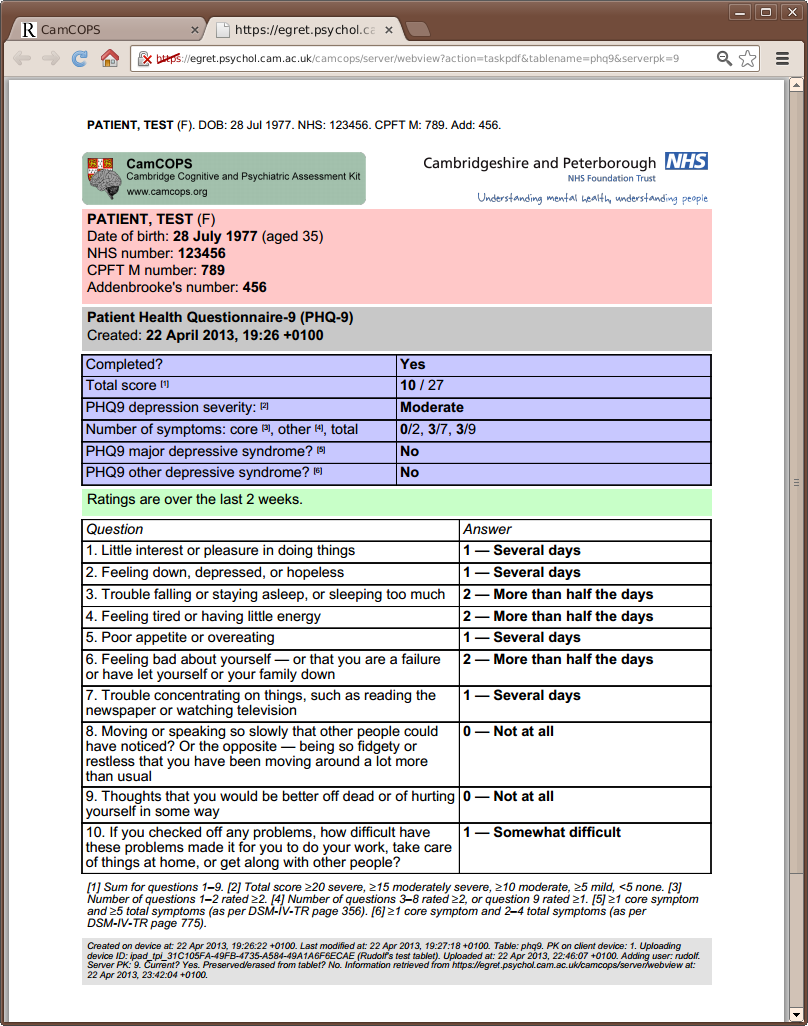 CamCOPS
https://egret.psychol.ca
https://egret.psychol.cam.ac.uk/camcops/server/webview?action=taskpdf&tablename=phq9&serverpk=9
PATIENT, TEST (F). DOB: 28 Jul 1977. NHS: 123456. CPFT M: 789. Add: 456.
CamCOPS
Cambridge Cognitive and Psychiatric Assessment Kit
www.camcops.org
Cambridgeshire and Peterborough NHS
NHS Foundation Trust
Understanding mental health, understanding people
PATIENT, TEST (F)
Date of birth: 28 July 1977 (aged 35)
NHS number: 123456
CPFT M number: 789
Addenbrooke's number: 456
Patient Health Questionnaire-9 (PHQ-9)
Created: 22 April 2013, 19:26 +0100
Completed? Yes
Total score [1] 10 / 27
PHQ9 depression severity: [2] Moderate
Number of symptoms: core [3], other [4], total 0/2, 3/7, 3/9
PHQ9 major depressive syndrome? [5] No
PHQ9 other depressive syndrome? [6] No
Ratings are over the last 2 weeks.
Question Answer
1. Little interest or pleasure in doing things 1 — Several days
2. Feeling down, depressed, or hopeless 1 — Several days
3. Trouble falling or staying asleep, or sleeping too much 2 — More than half the days
4. Feeling tired or having little energy 2 — More than half the days
5. Poor appetite or overeating 1 — Several days
6. Feeling bad about yourself — or that you are a failure 2 — More than half the days
or have let yourself or your family down
7. Trouble concentrating on things, such as reading the 1 — Several days
newspaper or watching television
8. Moving or speaking so slowly that other people could 0 — Not at all
have noticed? Or the opposite — being so fidgety or
restless that you have been moving around a lot more
than usual
9. Thoughts that you would be better off dead or of hurting 0 — Not at all
yourself in some way
10. If you checked off any problems, how difficult have 1 — Somewhat difficult
these problems made it for you to do your work, take care
of things at home, or get along with other people?
[1] Sum for questions 1–9. [2] Total score ≥20 severe, ≥15 moderately severe, ≥10 moderate, ≥5 mild, <5 none. [3]
Number of questions 1–2 rated ≥2. [4] Number of questions 3–8 rated ≥2, or question 9 rated ≥1. [5] ≥1 core symptom
and ≥5 total symptoms (as per DSM-IV-TR page 356). [6] ≥1 core symptom and 2–4 total symptoms (as per
DSM-IV-TR page 775).
Created on device at: 22 Apr 2013, 19:26:22 +0100. Last modified at: 22 Apr 2013, 19:27:18 +0100. Table: phq9. PK on client device: 1. Uploading
device ID: ipad_tpi_31C105FA-49FB-4735-A584-49A1A6F6ECAE (Rudolf's test tablet). Uploaded at: 22 Apr 2013, 22:46:07 +0100. Adding user: rudolf.
Server PK: 9. Current? Yes. Preserved/erased from tablet? No. Information retrieved from https://egret.psychol.cam.ac.uk/camcops/server/webview at:
22 Apr 2013, 23:42:04 +0100.